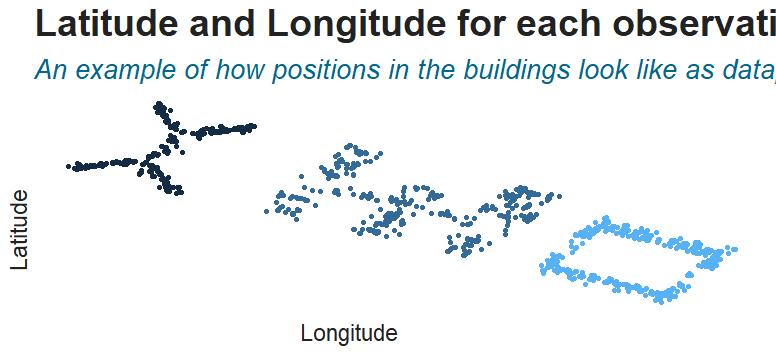 Latitude and Longitude for each observati
An example of how positions in the buildings look like as data
Latitude
Longitude